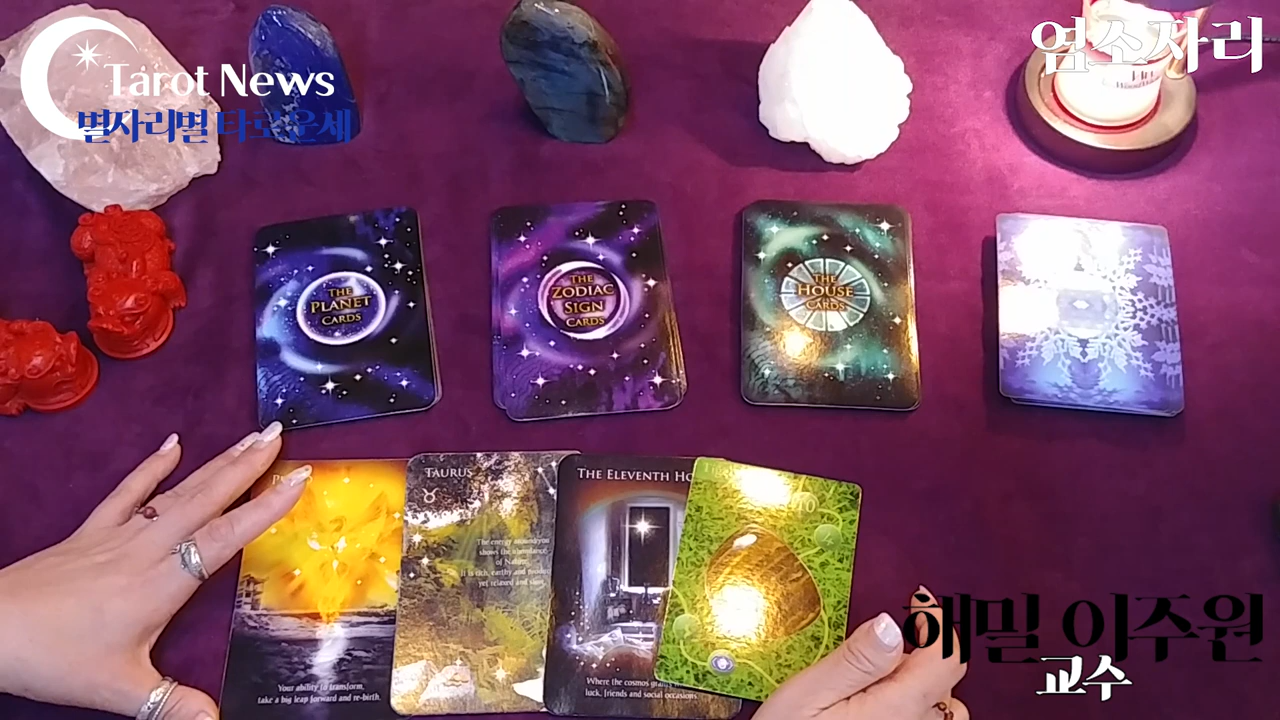 Tarot News
별자리별 타로 운세
염소자리
THE
PLANET
CARDS
THE
ZODIAC
SIGN
CARDS
THE
HOUSE
CARDS
TAURUS
The energy around you
shows the abundance
of Nature.
It is rich, earthy and
yet relaxed and
THE ELEVENTH
10
Your ability to transform,
take a big leap forward and re-birth.
Where the cosmos grants
luck, friends and social occasions
해밀 이주원
교수